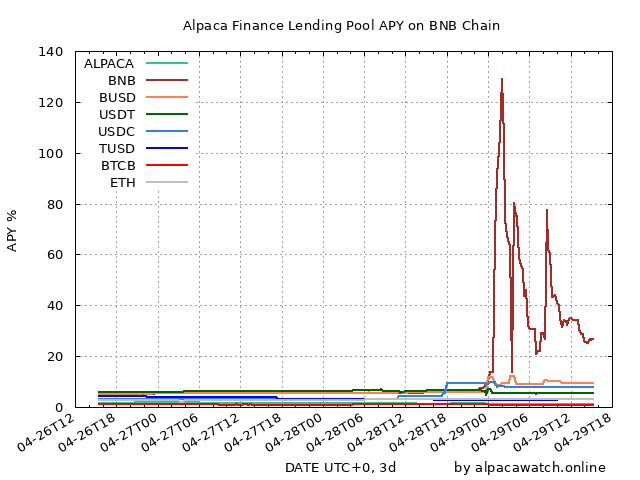 Alpaca Finance Lending Pool APY on BNB Chain
APY %
140
120
100
80
60
40
20
0
ALPACA
BNB
BUSD
USDT
USDC
TUSD
BTCB
ETH
04-26T12
04-26T18
04-27T00
04-27T06
04-27T12
04-27T18
04-28T00
04-28T06
04-28T12
04-28T18
04-29T00
04-29T06
04-29T12
04-29T18
DATE UTC+0, 3d
by alpacawatch.online